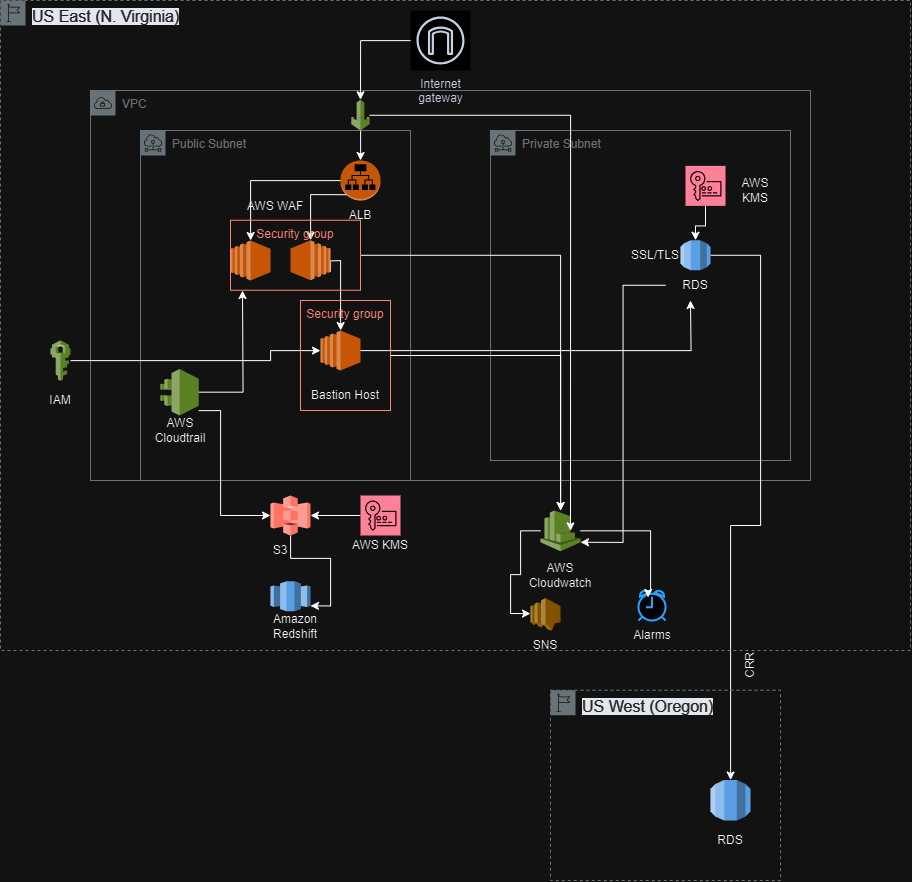 US East (N. Virginia)
Internet
gateway
VPC
Public Subnet
Private Subnet
AWS
KMS
AWS WAF
ALB
Security group
SSL/TLS
RDS
Security group
Bastion Host
IAM
AWS
Cloudtrail
S3
AWS KMS
AWS
Cloudwatch
Amazon
Redshift
SNS
Alarms
CRR
US West (Oregon)
RDS